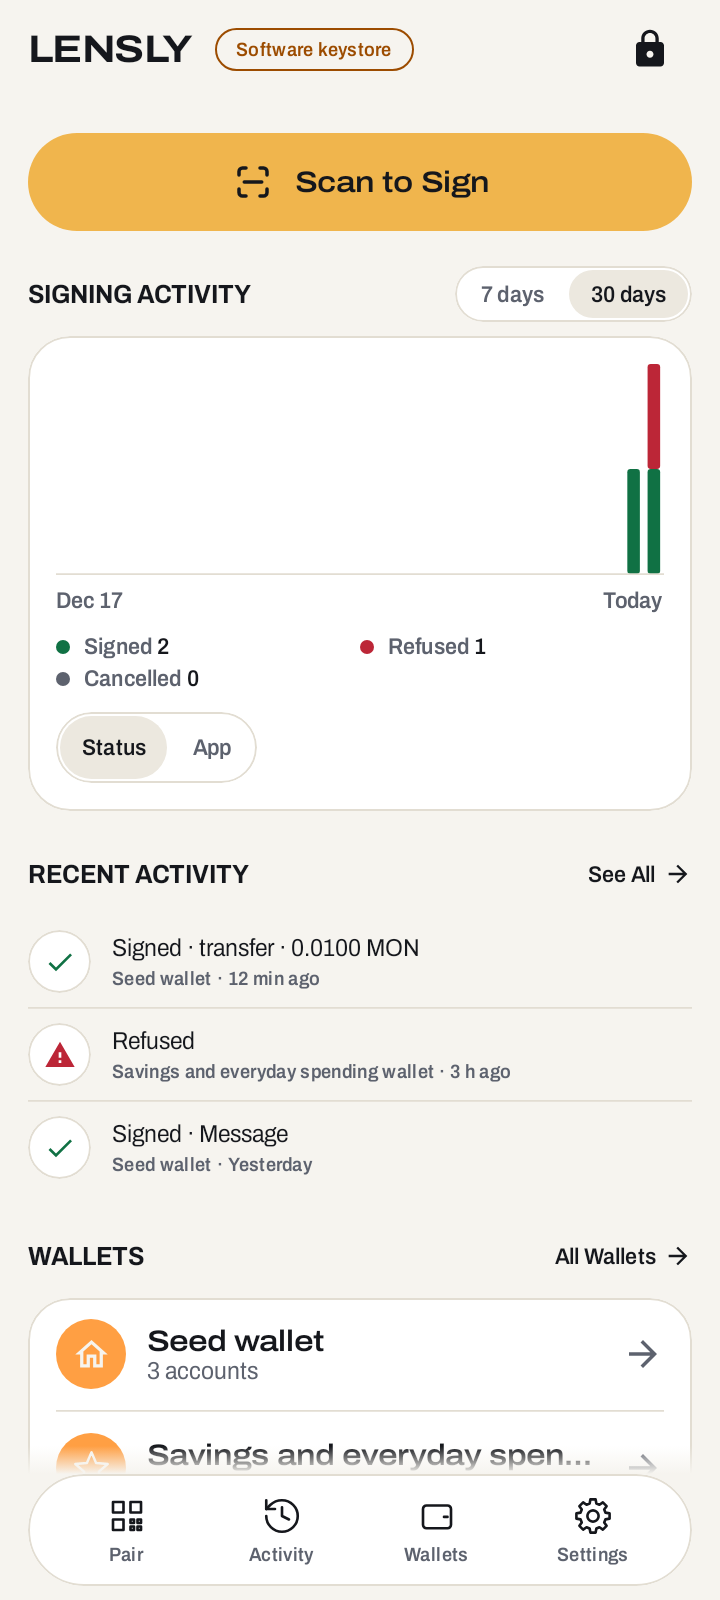 LENSLY
Software keystore
Scan to Sign
SIGNING ACTIVITY
7 days
30 days
Dec 17
Today
Signed 2
Refused 1
Cancelled 0
Status
App
RECENT ACTIVITY
See All
Signed · transfer · 0.0100 MON
Seed wallet · 12 min ago
Refused
Savings and everyday spending wallet · 3 h ago
Signed · Message
Seed wallet · Yesterday
WALLETS
All Wallets
Seed wallet
3 accounts
Savings and everyday spen...
Pair
Activity
Wallets
Settings